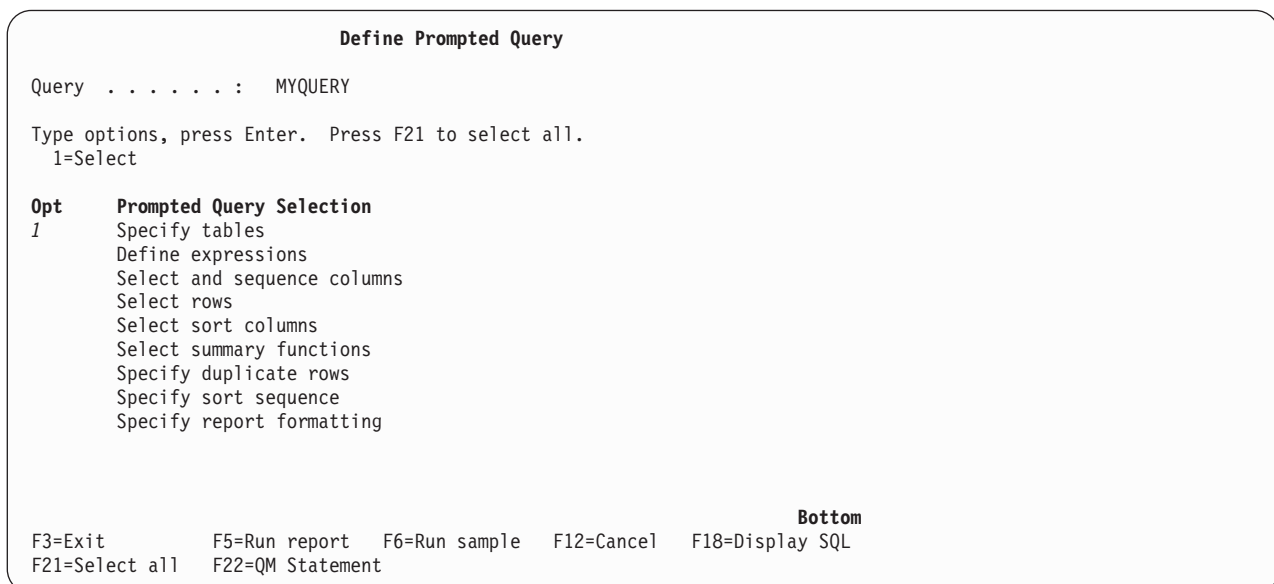 Define Prompted Query
Query . . . . . . : MYQUERY
Type options, press Enter. Press F21 to select all.
1=Select
Opt Prompted Query Selection
1 Specify tables
Define expressions
Select and sequence columns
Select rows
Select sort columns
Select summary functions
Specify duplicate rows
Specify sort sequence
Specify report formatting
Bottom
F3=Exit F5=Run report F6=Run sample F12=Cancel F18=Display SQL
F21=Select all F22=QM Statement